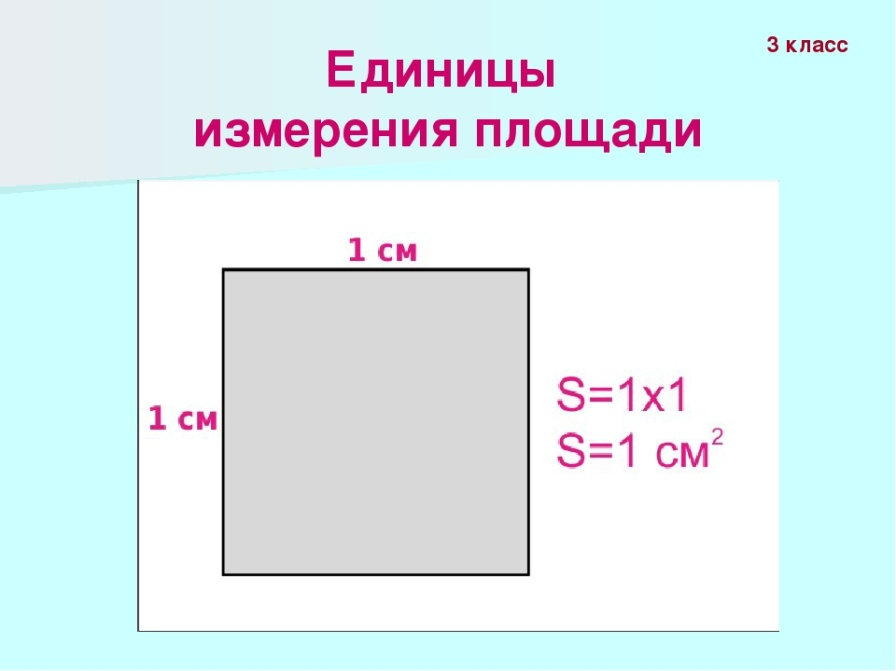 3 класс
Единицы
измерения площади
1 см
1 см
S=1x1
S=1 см²